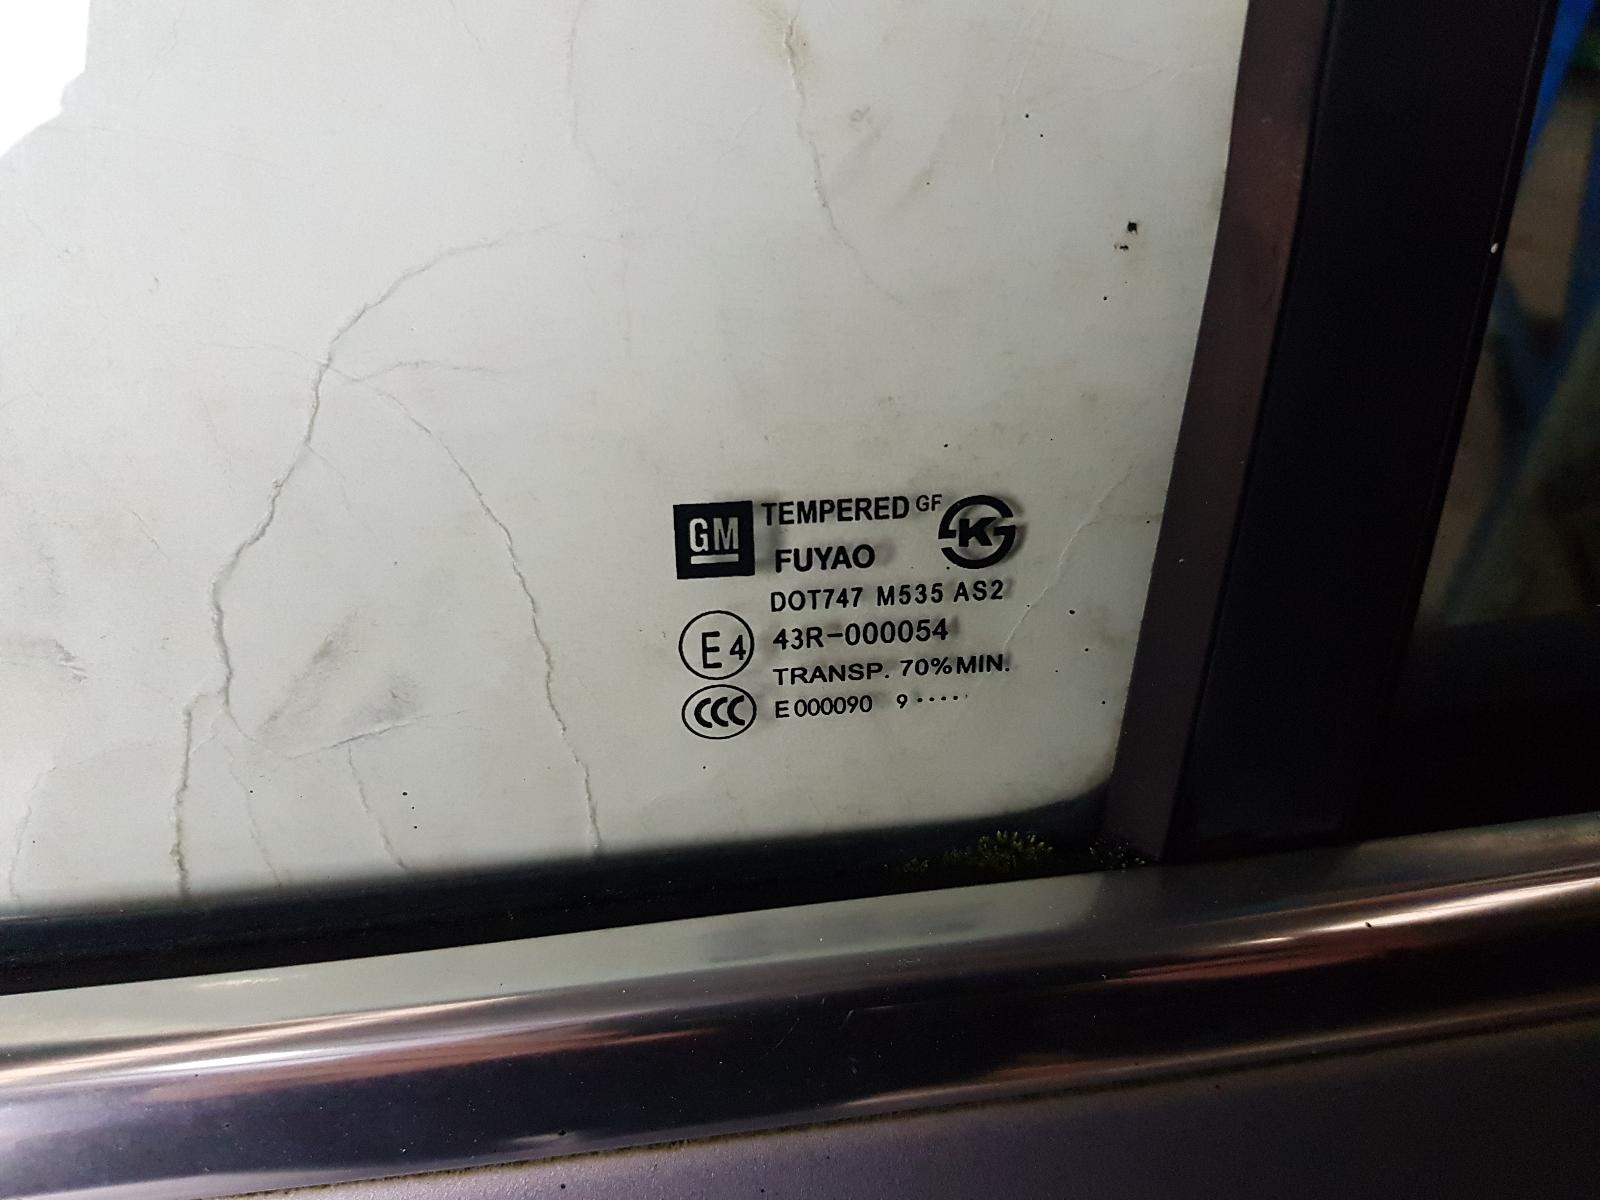 GM TEMPERED GF K
FUYAO
DOT747 M535 AS2
E4 43R-000054
TRANSP. 70%MIN.
CCC E000090 9·····